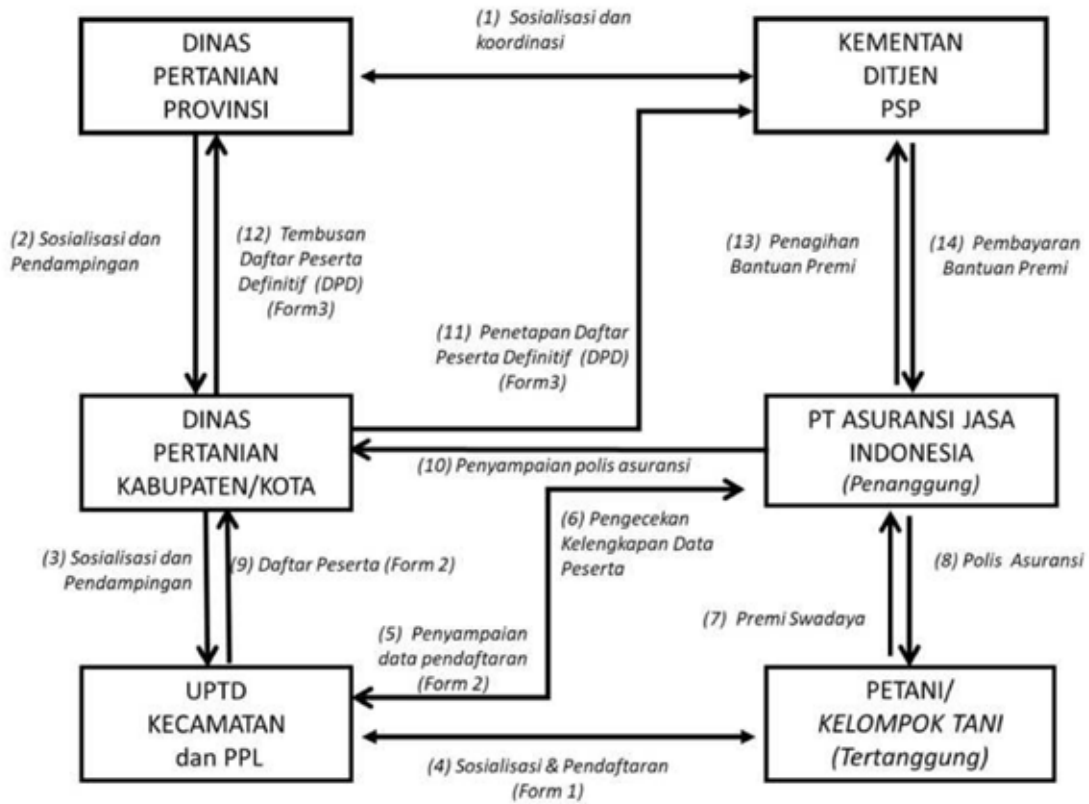 DINAS
PERTANIAN
PROVINSI
(1) Sosialisasi dan
koordinasi
KEMENTAN
DITJEN
PSP
(2) Sosialisasi dan
Pendampingan
(12) Tembusan
Daftar Peserta
Definitif (DPD)
(Form3)
(13) Penagihan
Bantuan Premi
(14) Pembayaran
Bantuan Premi
(11) Penetapan Daftar
Peserta Definitif (DPD)
(Form3)
DINAS
PERTANIAN
KABUPATEN/KOTA
PT ASURANSI JASA
INDONESIA
(Penanggung)
(10) Penyampaian polis asuransi
(3) Sosialisasi dan
Pendampingan
(9) Daftar Peserta (Form 2)
(6) Pengecekan
Kelengkapan Data
Peserta
(8) Polis Asuransi
(7) Premi Swadaya
(5) Penyampaian
data pendaftaran
(Form 2)
UPTD
KECAMATAN
dan PPL
PETANI/
KELOMPOK TANI
(Tertanggung)
(4) Sosialisasi & Pendaftaran
(Form 1)